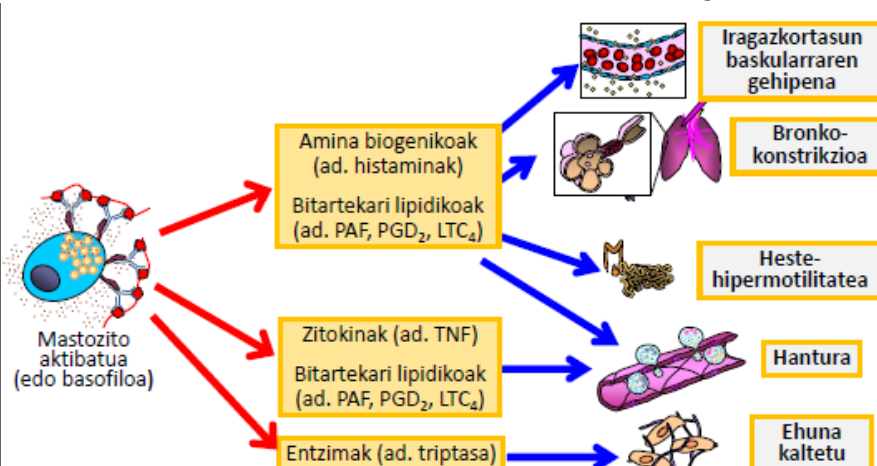 Iragazkortasun
baskularraren
gehipena
Bronko-
konstrikzioa
Amina biogenikoak
(ad. histaminak)
Bitartekari lipidikoak
(ad. PAF, PGD₂, LTC₄)
Heste-
hipermotilitatea
Mastozito
aktibatua
(edo basofiloa)
Zitokinak (ad. TNF)
Bitartekari lipidikoak
(ad. PAF, PGD₂, LTC₄)
Hantura
Entzimak (ad. triptasa)
Ehuna
kaltetu